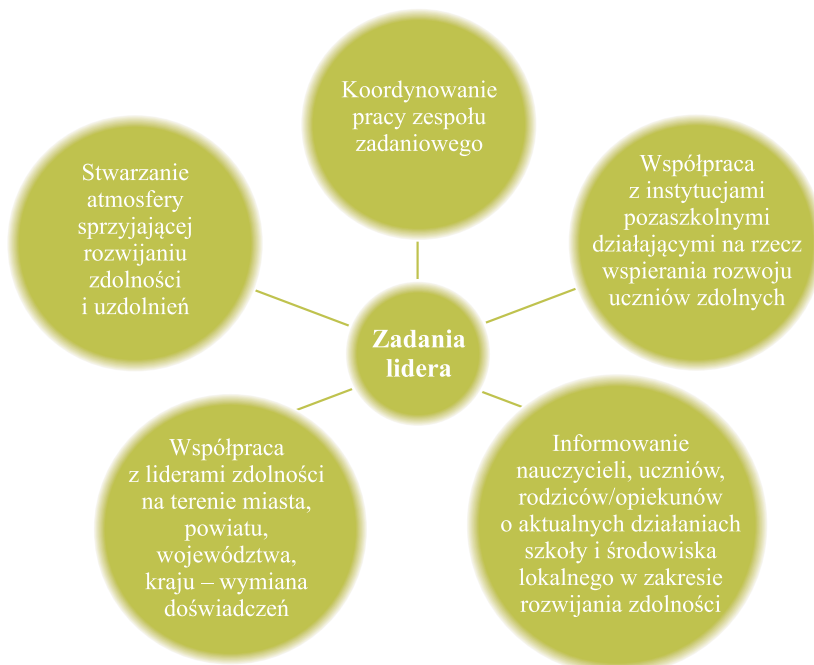 Koordynowanie
pracy zespołu
zadaniowego
Stwarzanie
atmosfery
sprzyjającej
rozwijaniu
zdolności
i uzdolnień
Współpraca
z instytucjami
pozaszkolnymi
działającymi na rzecz
wspierania rozwoju
uczniów zdolnych
Zadania
lidera
Współpraca
z liderami zdolności
na terenie miasta,
powiatu,
województwa,
kraju – wymiana
doświadczeń
Informowanie
nauczycieli, uczniów,
rodziców/opiekunów
o aktualnych działaniach
szkoły i środowiska
lokalnego w zakresie
rozwijania zdolności